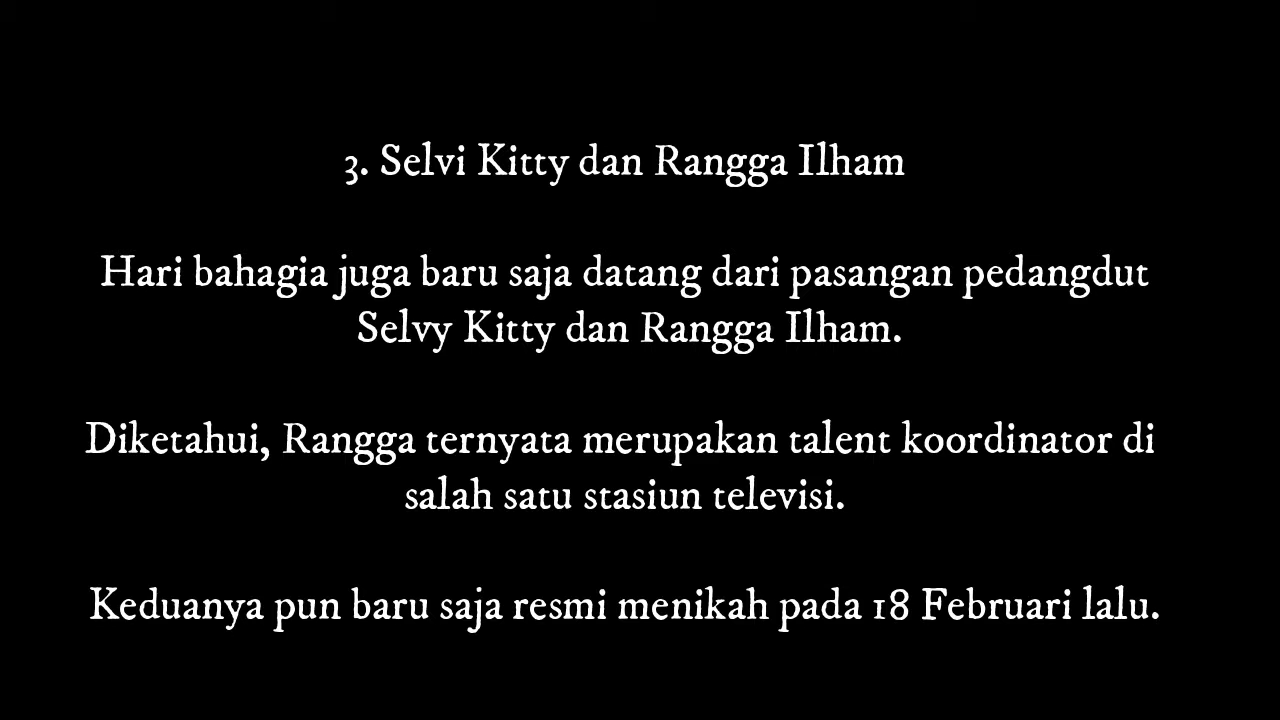 3. Selvi Kitty dan Rangga Ilham
Hari bahagia juga baru saja datang dari pasangan pedangdut
Selvy Kitty dan Rangga Ilham.
Diketahui, Rangga ternyata merupakan talent koordinator di
salah satu stasiun televisi.
Keduanya pun baru saja resmi menikah pada 18 Februari lalu.